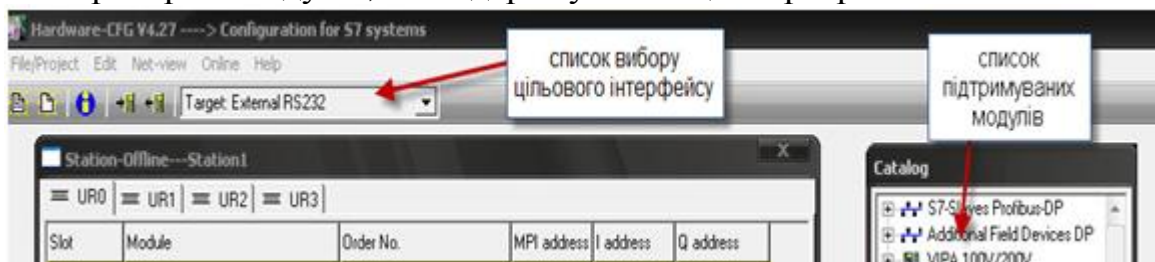 Hardware-CFG V4.27 ----> Configuration for S7 systems
File/Project Edit Net-view Online Help
Target: External RS232
список вибору
цільового інтерфейсу
список
підтримуваних
модулів
Station-Offline---Station1
X
Catalog
UR0 UR1 UR2 UR3
S7-Slaves Profibus-DP
Additional Field Devices DP
VIPA 100V/200V
Slot Module Order No. MPI address I address Q address